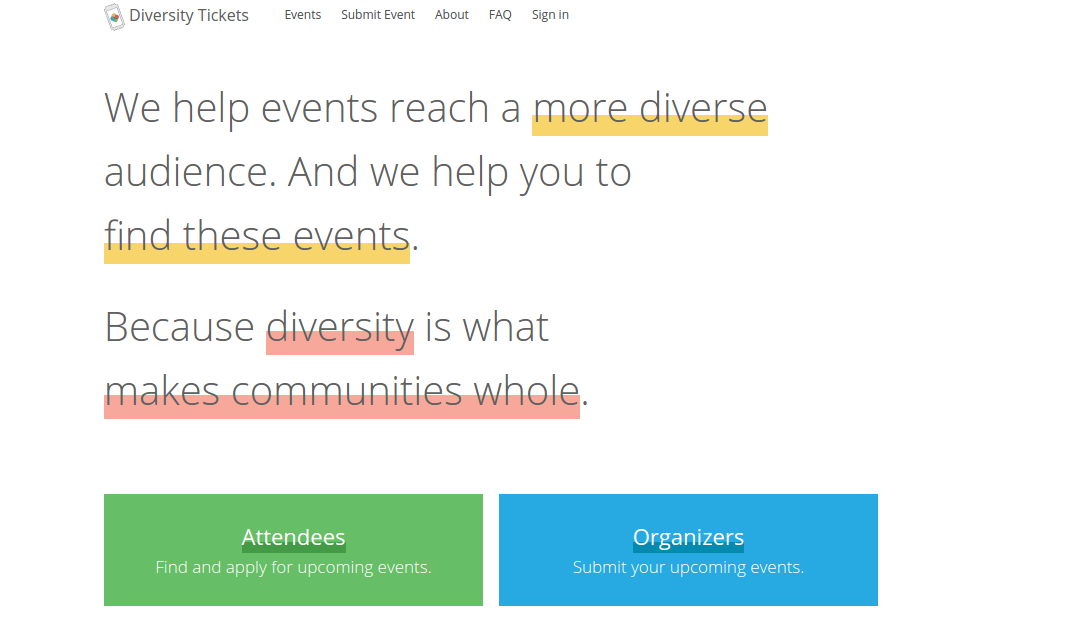 Diversity Tickets Events Submit Event About FAQ Sign in
We help events reach a more diverse
audience. And we help you to
find these events.
Because diversity is what
makes communities whole.
Attendees
Find and apply for upcoming events.
Organizers
Submit your upcoming events.